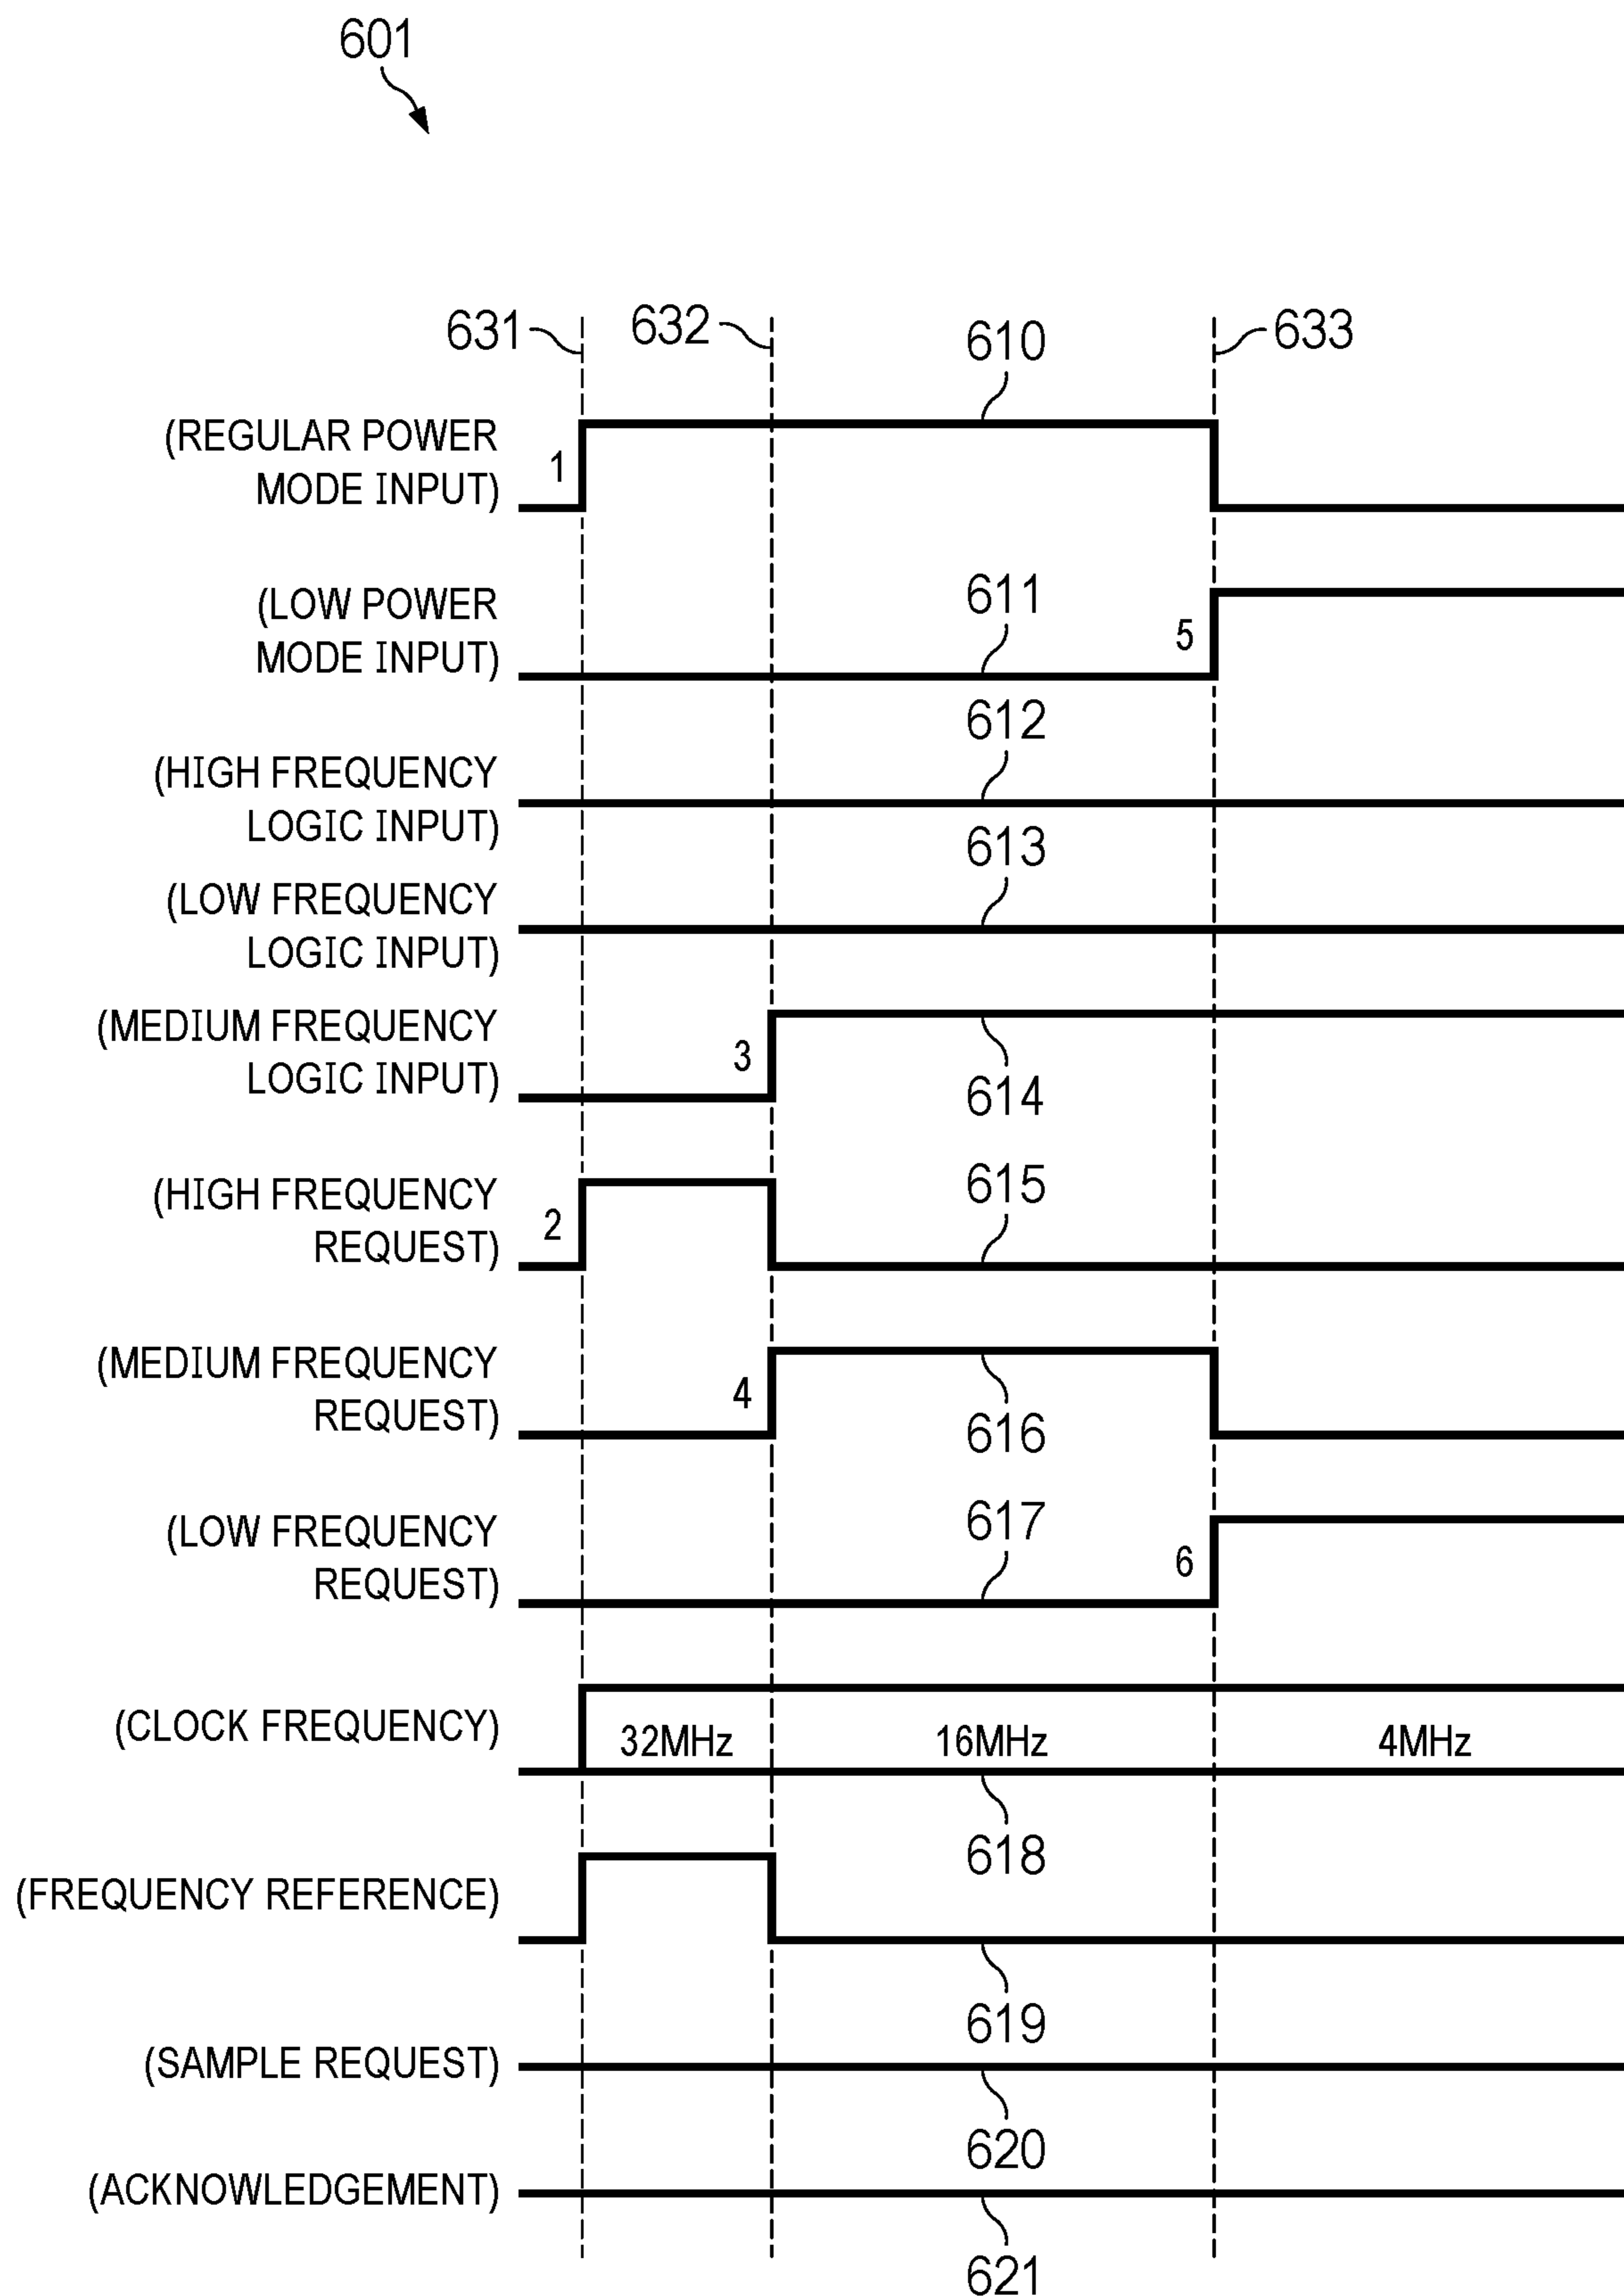 601
631
632
610
633
(REGULAR POWER
MODE INPUT)
1
611
(LOW POWER
MODE INPUT)
5
612
(HIGH FREQUENCY
LOGIC INPUT)
613
(LOW FREQUENCY
LOGIC INPUT)
(MEDIUM FREQUENCY
LOGIC INPUT)
3
614
(HIGH FREQUENCY
REQUEST)
2
615
(MEDIUM FREQUENCY
REQUEST)
4
616
617
(LOW FREQUENCY
REQUEST)
6
(CLOCK FREQUENCY)
32MHz
16MHz
4MHz
618
(FREQUENCY REFERENCE)
619
(SAMPLE REQUEST)
620
(ACKNOWLEDGEMENT)
621